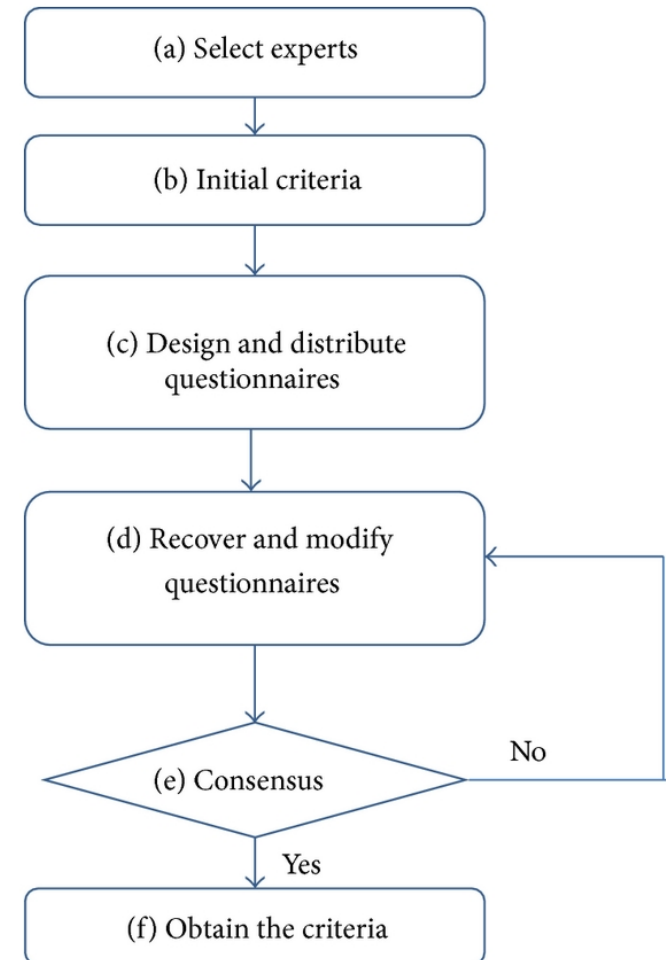 (a) Select experts
(b) Initial criteria
(c) Design and distribute
questionnaires
(d) Recover and modify
questionnaires
No
(e) Consensus
Yes
(f) Obtain the criteria